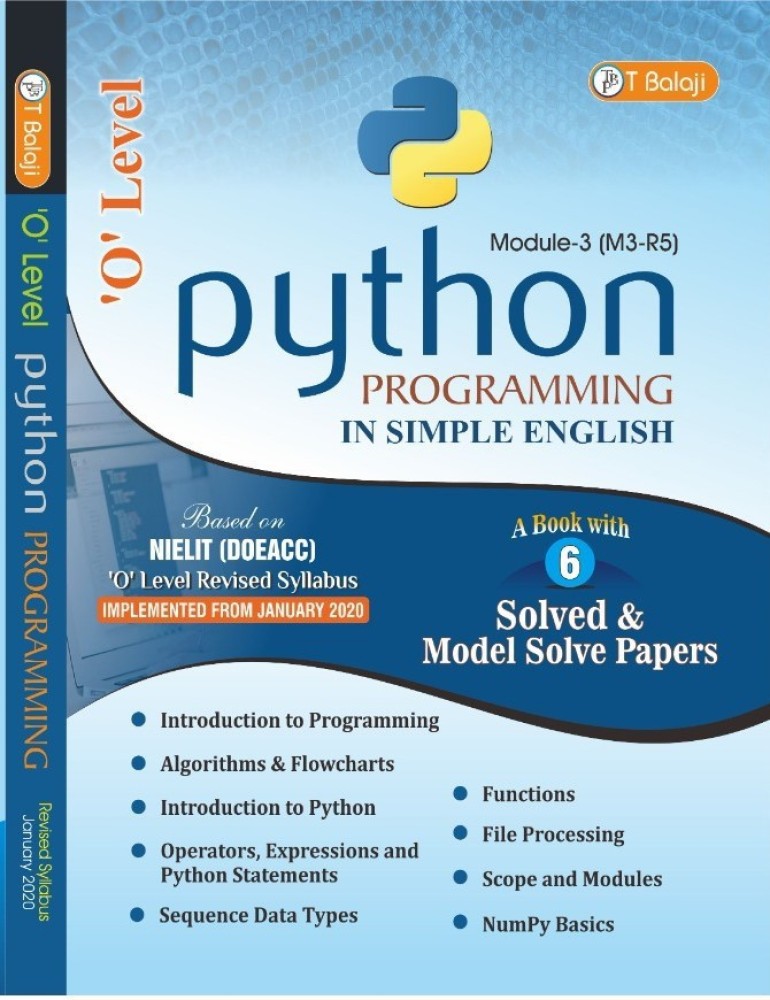 TBP T Balaji
'O' Level python PROGRAMMING
Revised Syllabus
January 2020
'O' Level
TBP T Balaji
Module-3 (M3-R5)
python
PROGRAMMING
IN SIMPLE ENGLISH
Based on
NIELIT (DOEACC)
'O' Level Revised Syllabus
IMPLEMENTED FROM JANUARY 2020
A Book with
6
Solved &
Model Solve Papers
Introduction to Programming
Algorithms & Flowcharts
Introduction to Python
Operators, Expressions and
Python Statements
Sequence Data Types
Functions
File Processing
Scope and Modules
NumPy Basics